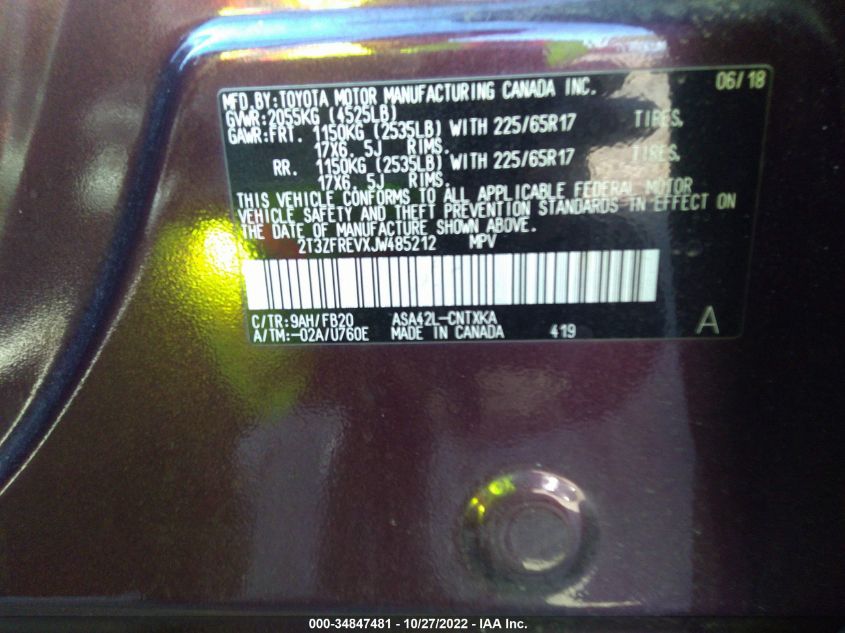 06/18
MFD.BY:TOYOTA MOTOR MANUFACTURING CANADA INC.
GVWR:2055KG (4525LB)
GAWR:FRT. 1150KG (2535LB) WITH 225/65R17 TIRES,
17X6. 5J RIMS.
RR. 1150KG (2535LB) WITH 225/65R17 TIRES,
17X6. 5J RIMS.
THIS VEHICLE CONFORMS TO ALL APPLICABLE FEDERAL MOTOR
VEHICLE SAFETY AND THEFT PREVENTION STANDARDS IN EFFECT ON
THE DATE OF MANUFACTURE SHOWN ABOVE.
2T3ZFREVXJW485212 MPV
C/TR:9AH/FB20 ASA42L-CNTXKA
A/TM:-02A/U760E MADE IN CANADA 419
A
000-34847481 - 10/27/2022 - IAA Inc.